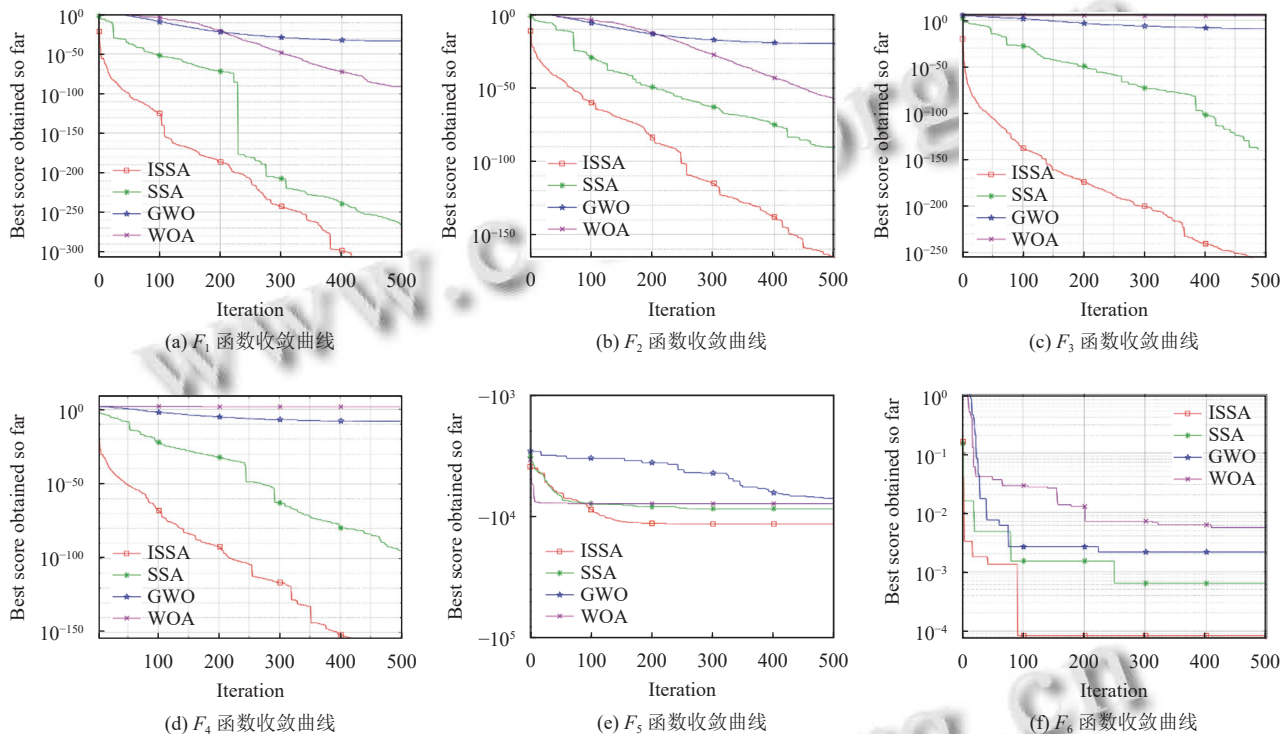 Best score obtained so far
10^0
10^-50
10^-50
10^-100
10^-150
10^-200
10^-250
10^-300
ISSA
SSA
GWO
WOA
0
100
200
300
400
500
Iteration
(a) F_1 函数收敛曲线
Best score obtained so far
10^0
10^-50
10^-100
10^-150
ISSA
SSA
GWO
WOA
0
100
200
300
400
500
Iteration
(b) F_2 函数收敛曲线
Best score obtained so far
10^0
10^-50
10^-100
10^-150
10^-200
10^-250
ISSA
SSA
GWO
WOA
0
100
200
300
400
500
Iteration
(c) F_3 函数收敛曲线
Best score obtained so far
10^0
10^-50
10^-100
10^-150
ISSA
SSA
GWO
WOA
100
200
300
400
500
Iteration
(d) F_4 函数收敛曲线
Best score obtained so far
−10^3
−10^4
−10^5
ISSA
SSA
GWO
WOA
0
100
200
300
400
500
Iteration
(e) F_5 函数收敛曲线
Best score obtained so far
10^0
10^-1
10^-2
10^-3
10^-4
ISSA
SSA
GWO
WOA
0
100
200
300
400
500
Iteration
(f) F_6 函数收敛曲线